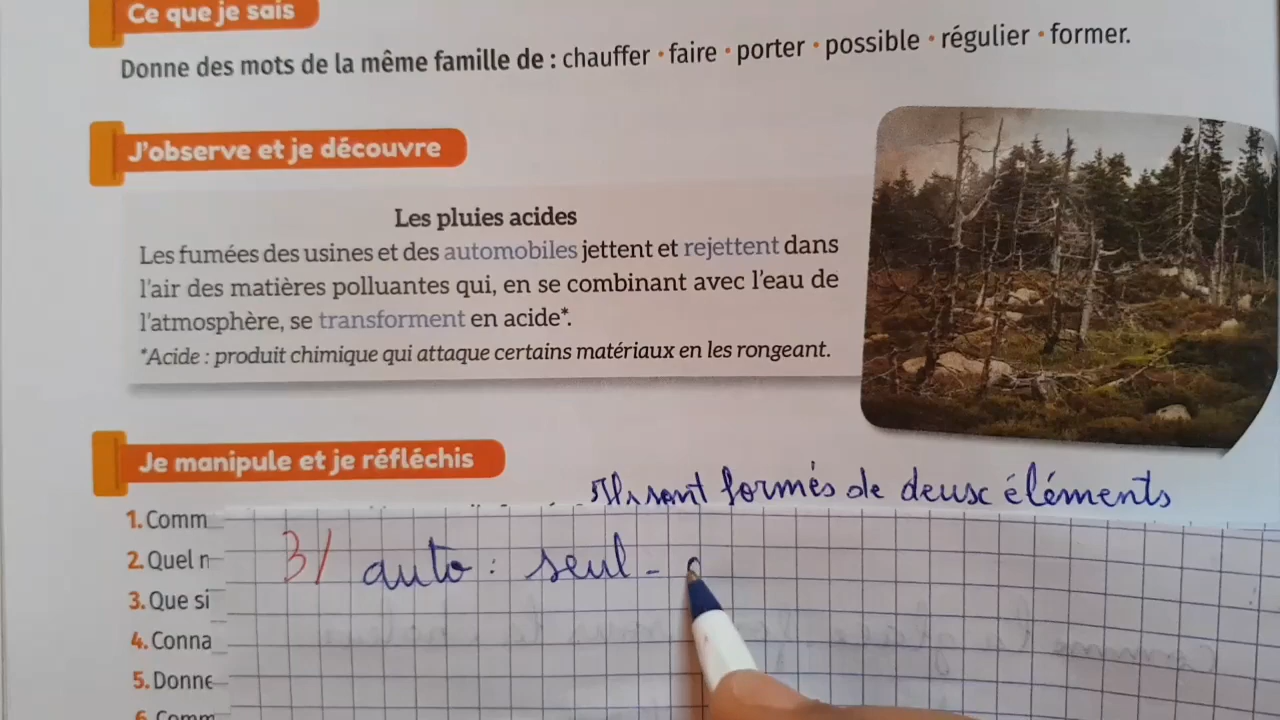 Ce que je sais
Donne des mots de la même famille de : chauffer • faire • porter • possible • régulier • former.
J'observe et je découvre
Les pluies acides
Les fumées des usines et des automobiles jettent et rejettent dans
l'air des matières polluantes qui, en se combinant avec l'eau de
l'atmosphère, se transforment en acide*.
*Acide : produit chimique qui attaque certains matériaux en les rongeant.
Je manipule et je réfléchis
Ils sont formés de deux éléments
1. Comm
2. Quel n
3. Que si
4. Conna
5. Donne
6. Comm
3/ auto : seul -